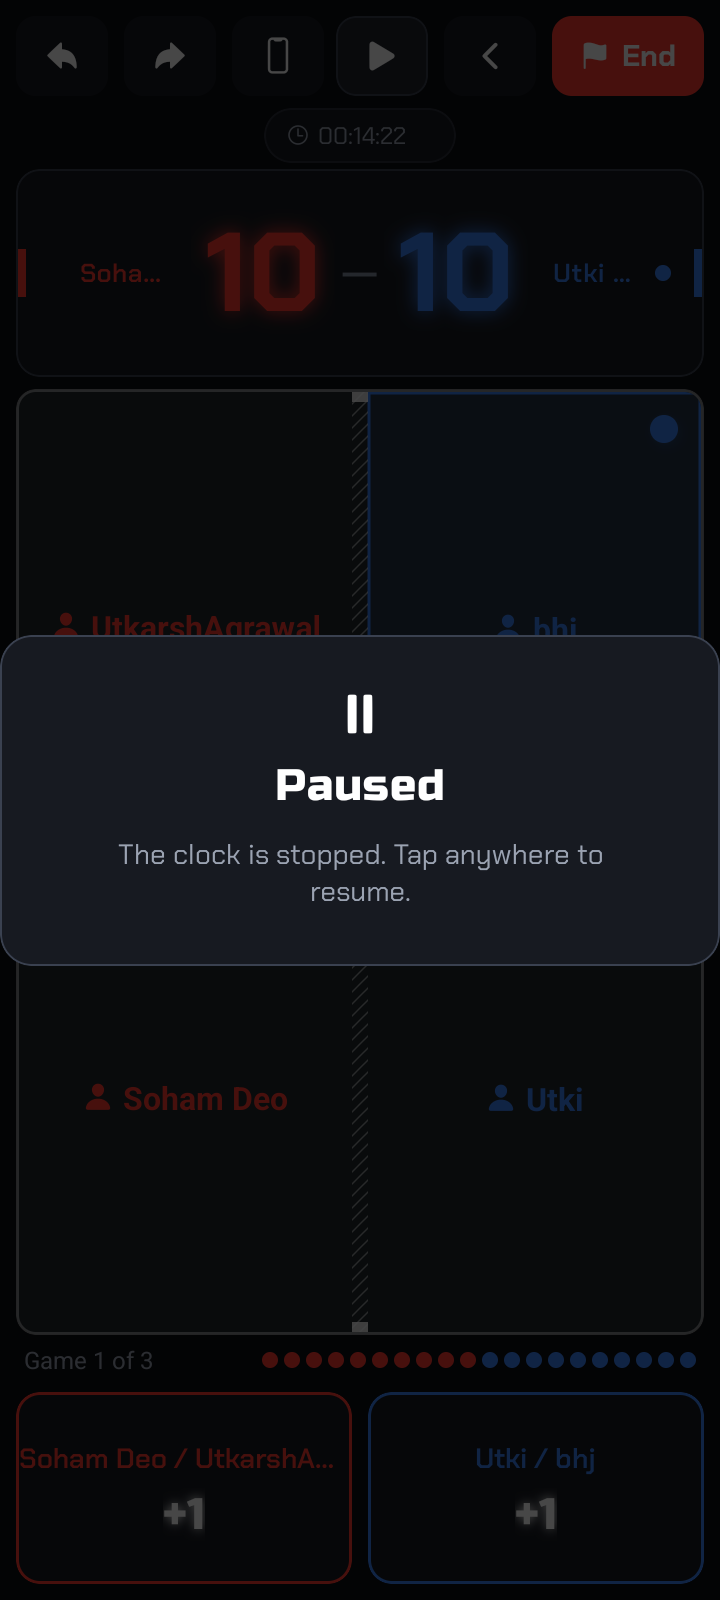 End
00:14:22
Soha... 10 – 10 Utki ...
UtkarshAgrawal bhj
Paused
The clock is stopped. Tap anywhere to
resume.
Soham Deo Utki
Game 1 of 3
Soham Deo / UtkarshA... Utki / bhj
+1 +1